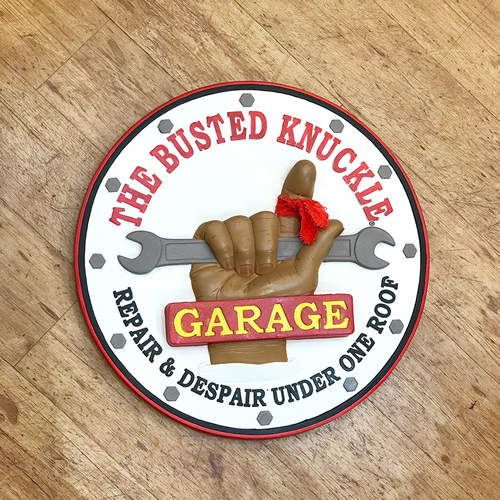 THE BUSTED KNUCKLE
GARAGE
REPAIR & DESPAIR UNDER ONE ROOF